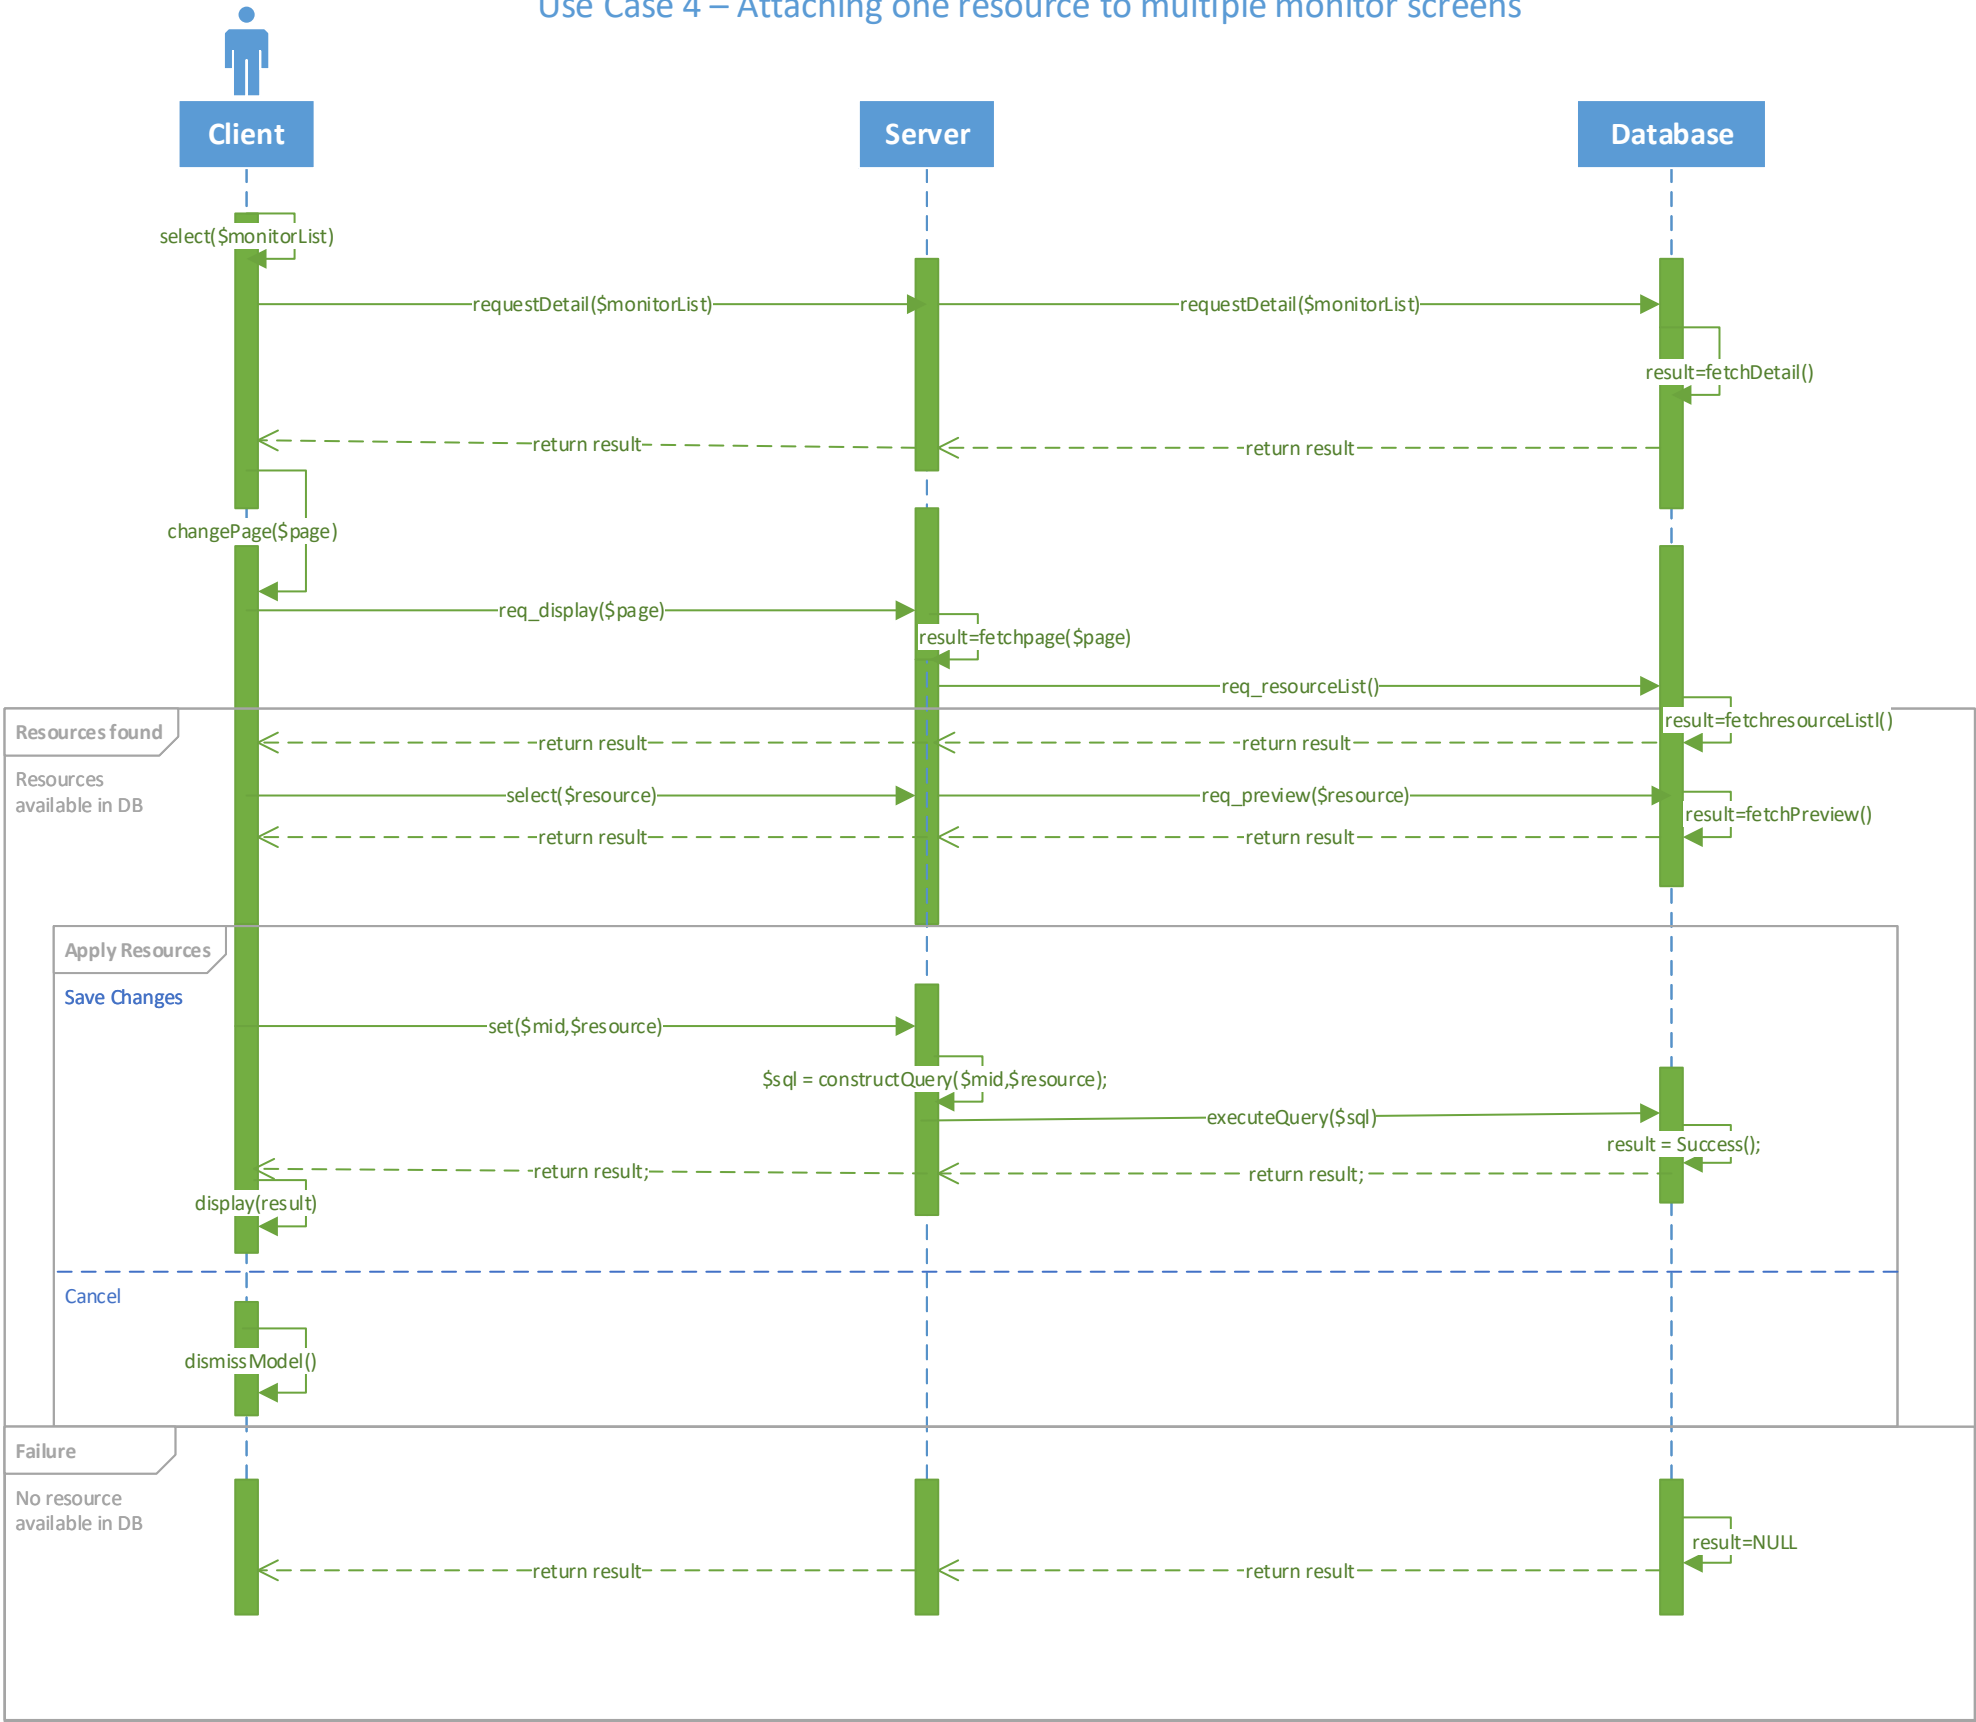 Use Case 4 – Attaching one resource to multiple monitor screens
Client
Server
Database
select($monitorList)
requestDetail($monitorList)
requestDetail($monitorList)
result=fetchDetail()
return result
return result
changePage($page)
req_display($page)
result=fetchpage($page)
req_resourceList()
Resources found
result=fetchresourceListl()
return result
return result
Resources
available in DB
select($resource)
req_preview($resource)
result=fetchPreview()
return result
return result
Apply Resources
Save Changes
set($mid,$resource)
$sql = constructQuery($mid,$resource);
executeQuery($sql)
result = Success();
return result;
return result;
display(result)
Cancel
dismissModel()
Failure
No resource
available in DB
result=NULL
return result
return result